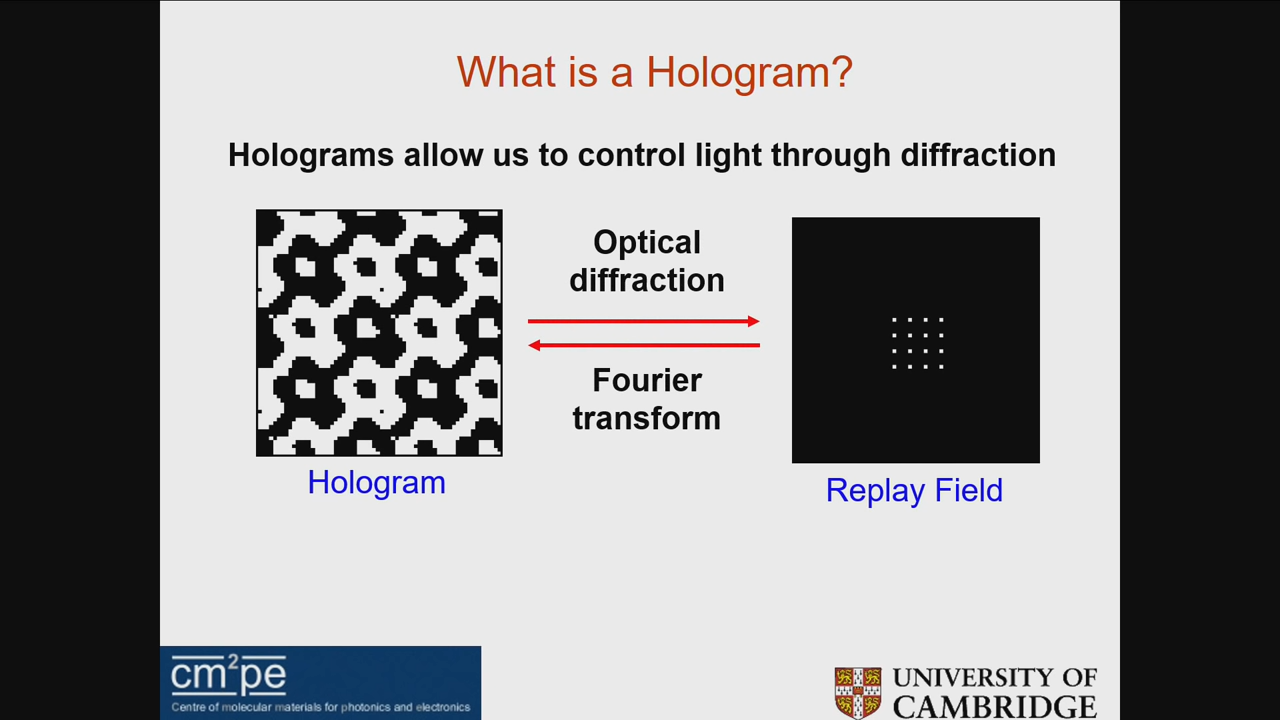 What is a Hologram?
Holograms allow us to control light through diffraction
Optical
diffraction
Fourier
transform
Hologram
Replay Field
cm²pe
Centre of molecular materials for photonics and electronics
UNIVERSITY OF
CAMBRIDGE